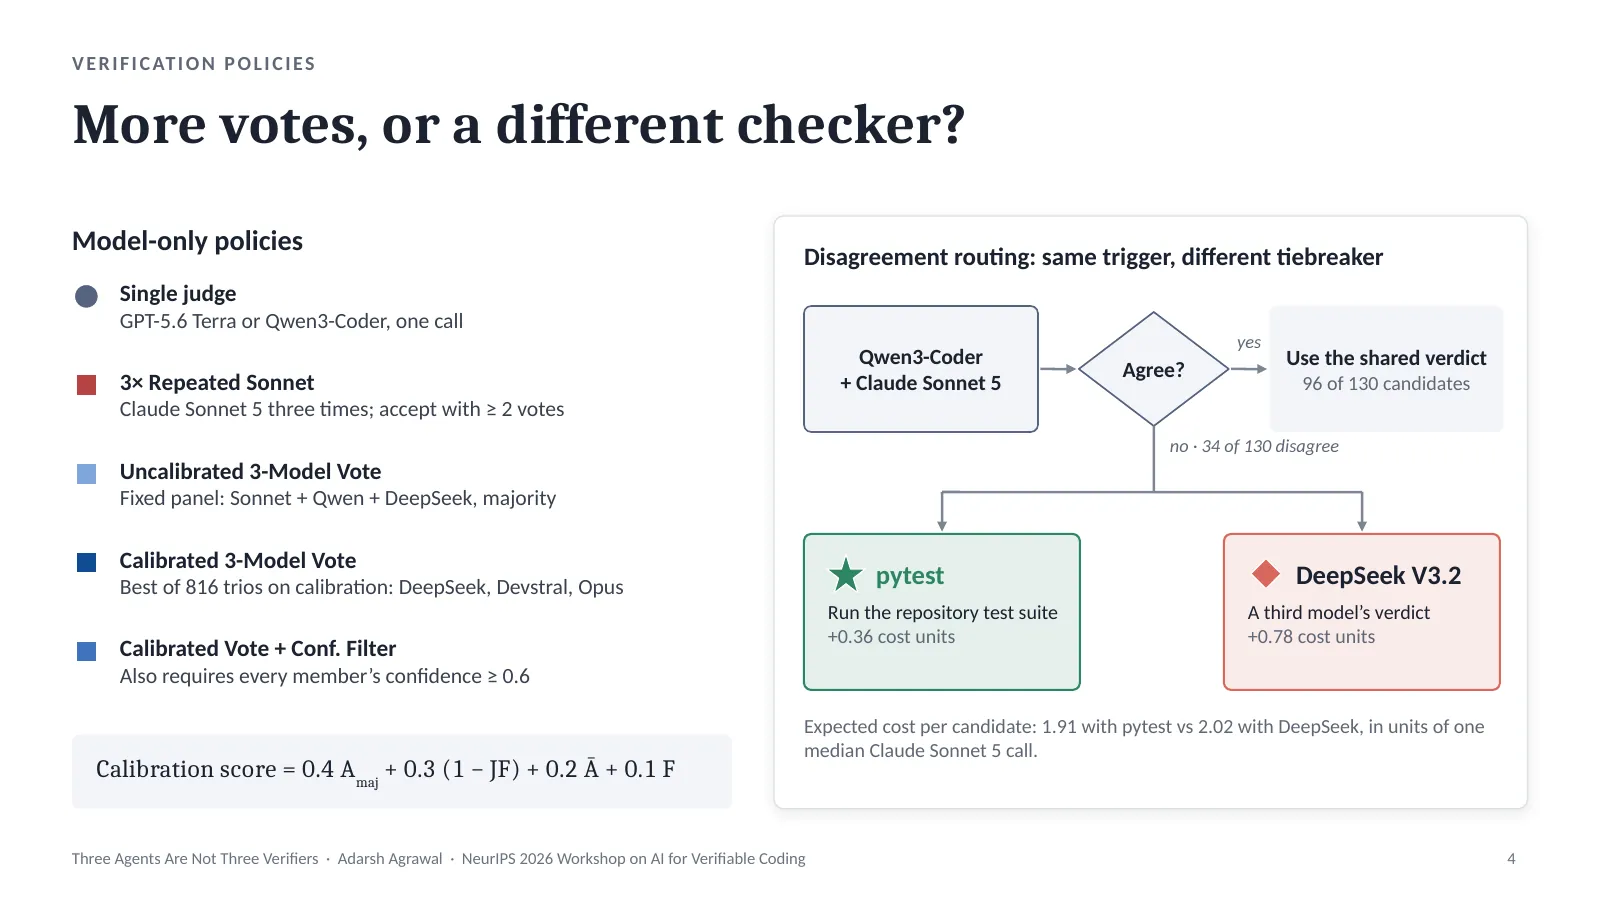 VERIFICATION POLICIES
More votes, or a different checker?
Model-only policies
Single judge
GPT-5.6 Terra or Qwen3-Coder, one call
3× Repeated Sonnet
Claude Sonnet 5 three times; accept with ≥ 2 votes
Uncalibrated 3-Model Vote
Fixed panel: Sonnet + Qwen + DeepSeek, majority
Calibrated 3-Model Vote
Best of 816 trios on calibration: DeepSeek, Devstral, Opus
Calibrated Vote + Conf. Filter
Also requires every member’s confidence ≥ 0.6
Calibration score = 0.4 A_maj + 0.3 (1 − JF) + 0.2 Ā + 0.1 F
Disagreement routing: same trigger, different tiebreaker
Qwen3-Coder
+ Claude Sonnet 5
Agree?
yes
Use the shared verdict
96 of 130 candidates
no · 34 of 130 disagree
pytest
Run the repository test suite
+0.36 cost units
DeepSeek V3.2
A third model’s verdict
+0.78 cost units
Expected cost per candidate: 1.91 with pytest vs 2.02 with DeepSeek, in units of one
median Claude Sonnet 5 call.
Three Agents Are Not Three Verifiers · Adarsh Agrawal · NeurIPS 2026 Workshop on AI for Verifiable Coding
4